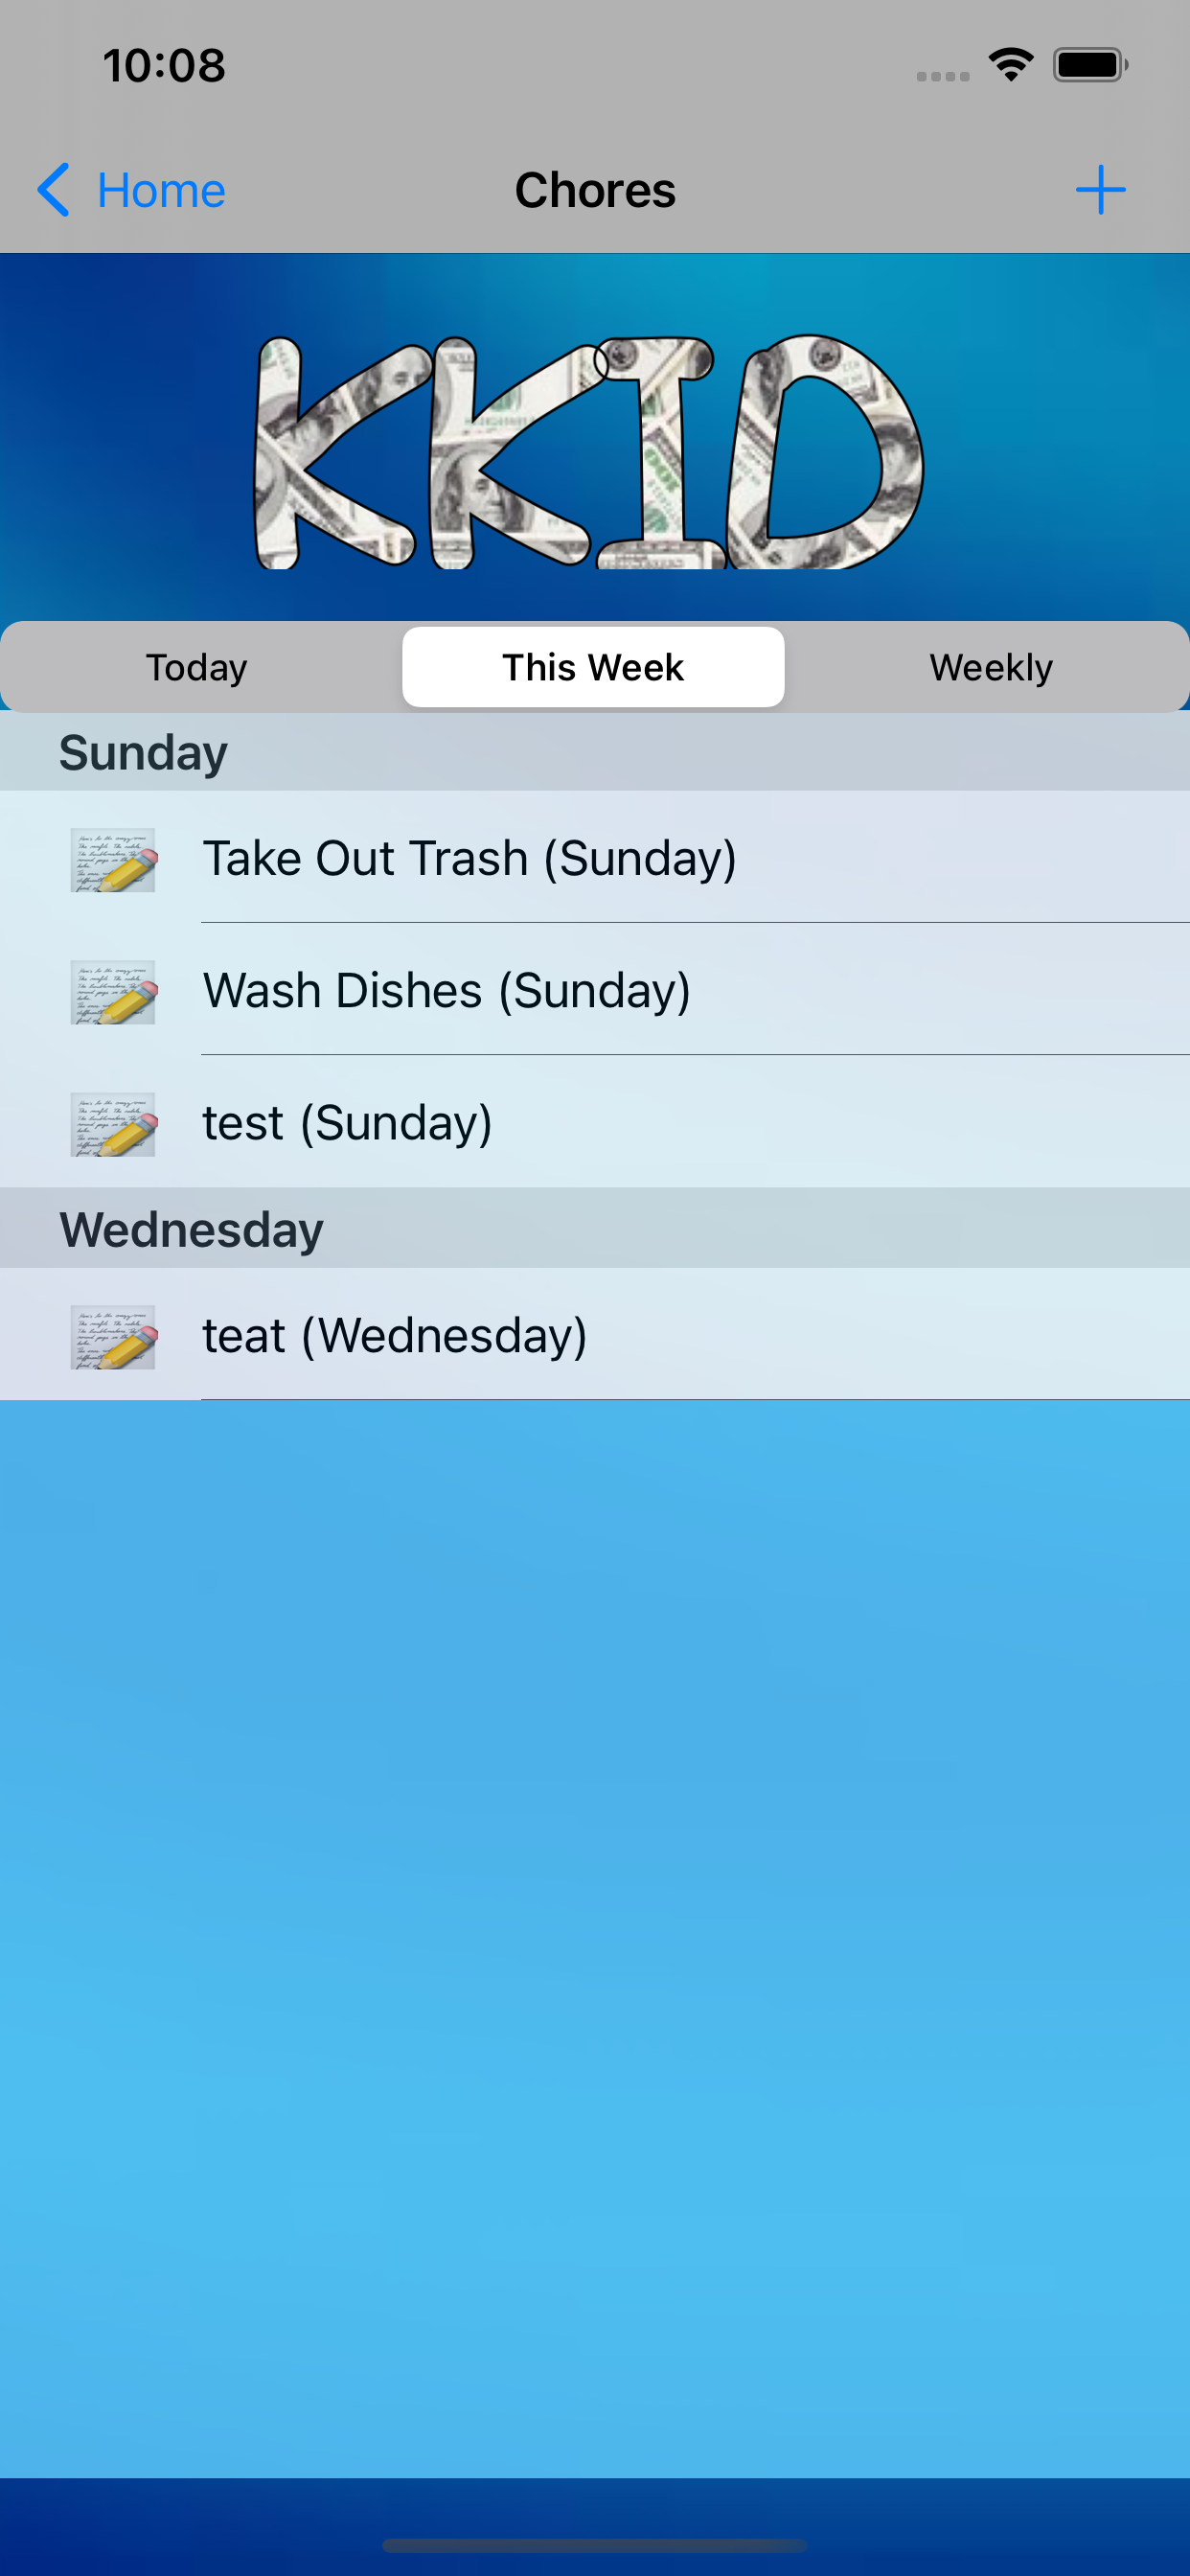 10:08
Home
Chores
KKID
Today
This Week
Weekly
Sunday
Take Out Trash (Sunday)
Wash Dishes (Sunday)
test (Sunday)
Wednesday
teat (Wednesday)